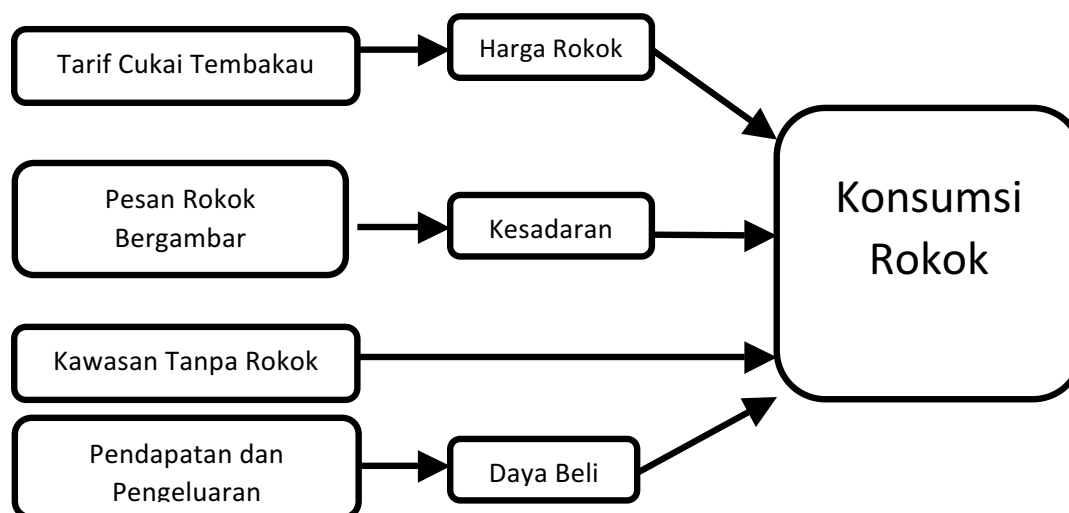 Tarif Cukai Tembakau
Harga Rokok
Pesan Rokok
Bergambar
Kesadaran
Konsumsi
Rokok
Kawasan Tanpa Rokok
Pendapatan dan
Pengeluaran
Daya Beli